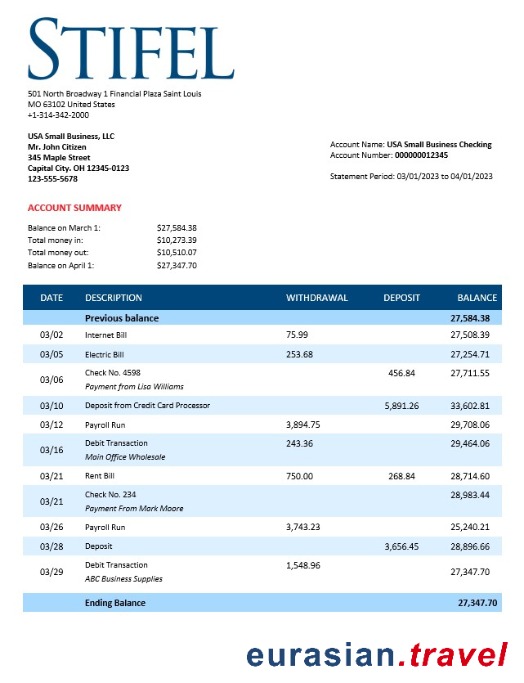 STIFEL
501 North Broadway 1 Financial Plaza Saint Louis
MO 63102 United States
+1-314-342-2000
USA Small Business, LLC
Mr. John Citizen
345 Maple Street
Capital City. OH 12345-0123
123-555-5678
Account Name: USA Small Business Checking
Account Number: 000000012345
Statement Period: 03/01/2023 to 04/01/2023
ACCOUNT SUMMARY
Balance on March 1: $27,584.38
Total money in: $10,273.39
Total money out: $10,510.07
Balance on April 1: $27,347.70
DATE DESCRIPTION WITHDRAWAL DEPOSIT BALANCE
Previous balance 27,584.38
03/02 Internet Bill 75.99 27,508.39
03/05 Electric Bill 253.68 27,254.71
03/06 Check No. 4598 456.84 27,711.55
Payment from Lisa Williams
03/10 Deposit from Credit Card Processor 5,891.26 33,602.81
03/12 Payroll Run 3,894.75 29,708.06
03/16 Debit Transaction 243.36 29,464.06
Main Office Wholesale
03/21 Rent Bill 750.00 268.84 28,714.60
03/21 Check No. 234 28,983.44
Payment From Mark Moore
03/26 Payroll Run 3,743.23 25,240.21
03/28 Deposit 3,656.45 28,896.66
03/29 Debit Transaction 1,548.96 27,347.70
ABC Business Supplies
Ending Balance 27,347.70
eurasian.travel